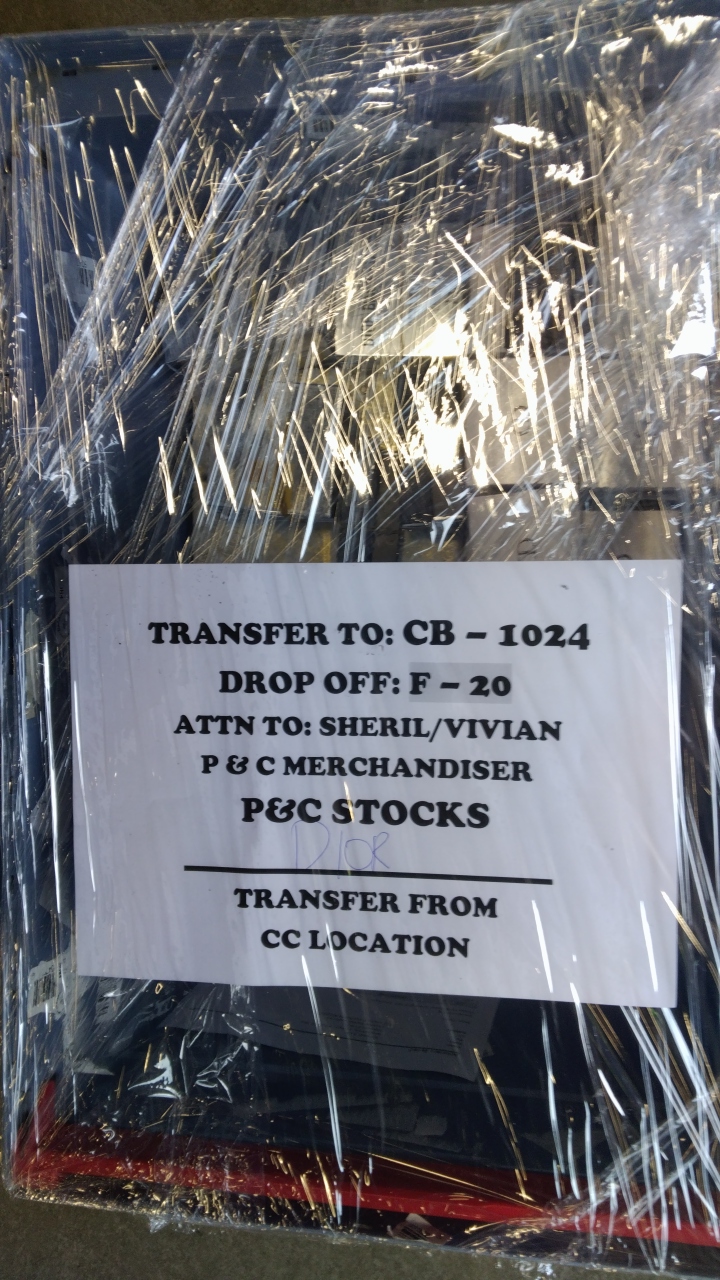 TRANSFER TO: CB – 1024
DROP OFF: F – 20
ATTN TO: SHERIL/VIVIAN
P & C MERCHANDISER
P&C STOCKS
DIOR
TRANSFER FROM
CC LOCATION